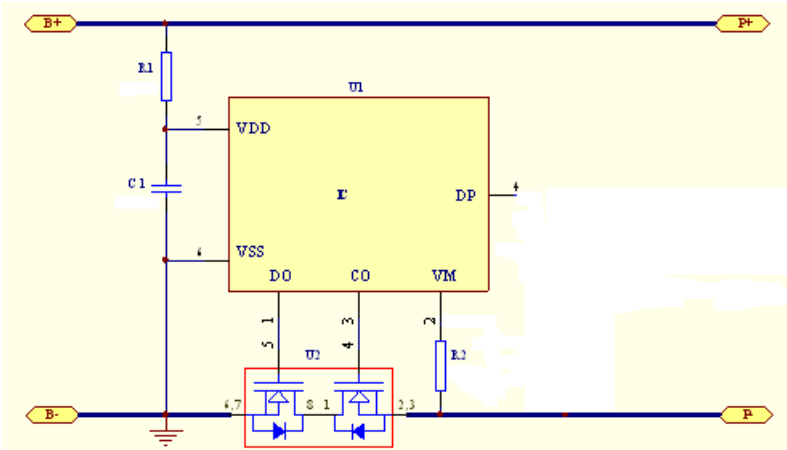 B+ P+
R1
U1
5 VDD
C1
IC
DP 4
6 VSS
DO CO VM
1 3 2
5 4
U2 R2
6,7 8 1 2,3
B- P-